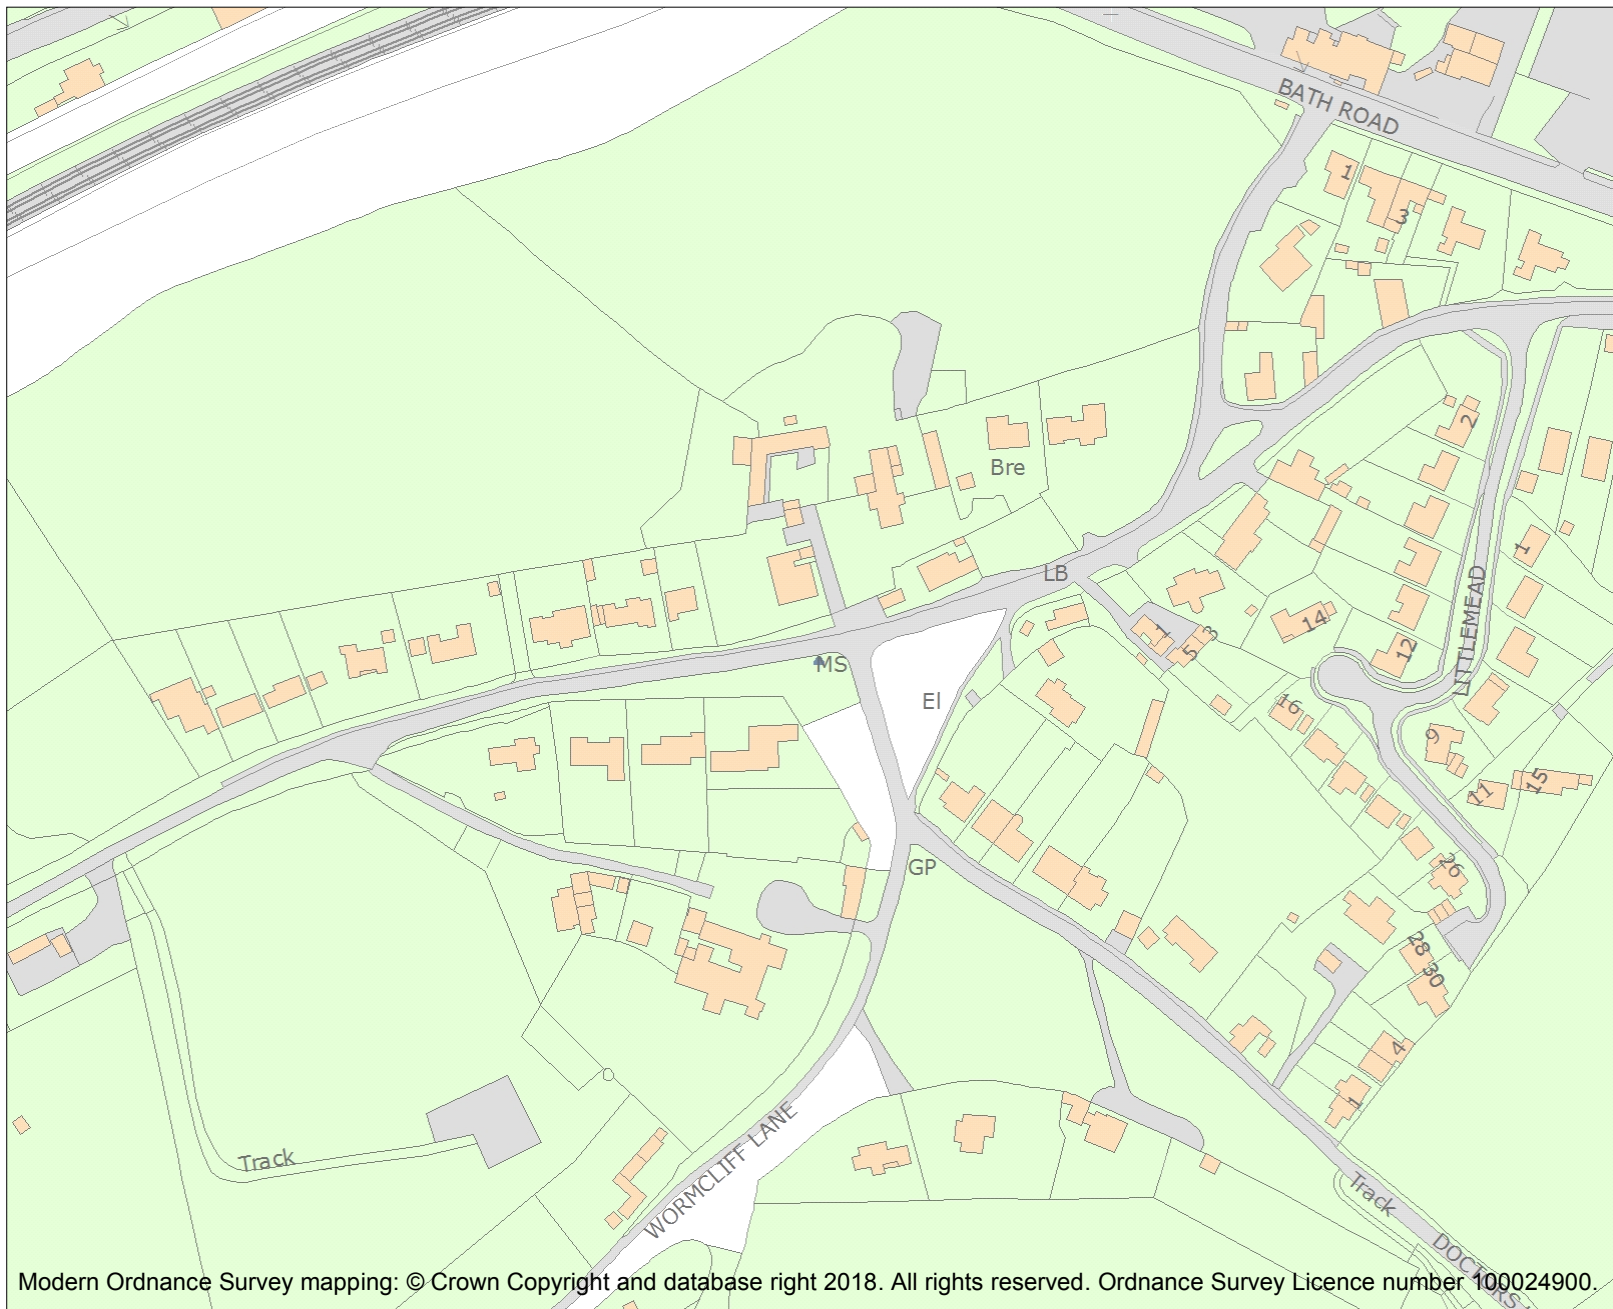 BATH ROAD
1
3
2
Bre
LB
1
LITTLEMEAD
14
1
3
5
12
MS
El
16
9
15
11
GP
26
28
30
4
1
WORMCLIFF LANE
Track
Track
DOCTORS
Modern Ordnance Survey mapping: © Crown Copyright and database right 2018. All rights reserved. Ordnance Survey Licence number 100024900.